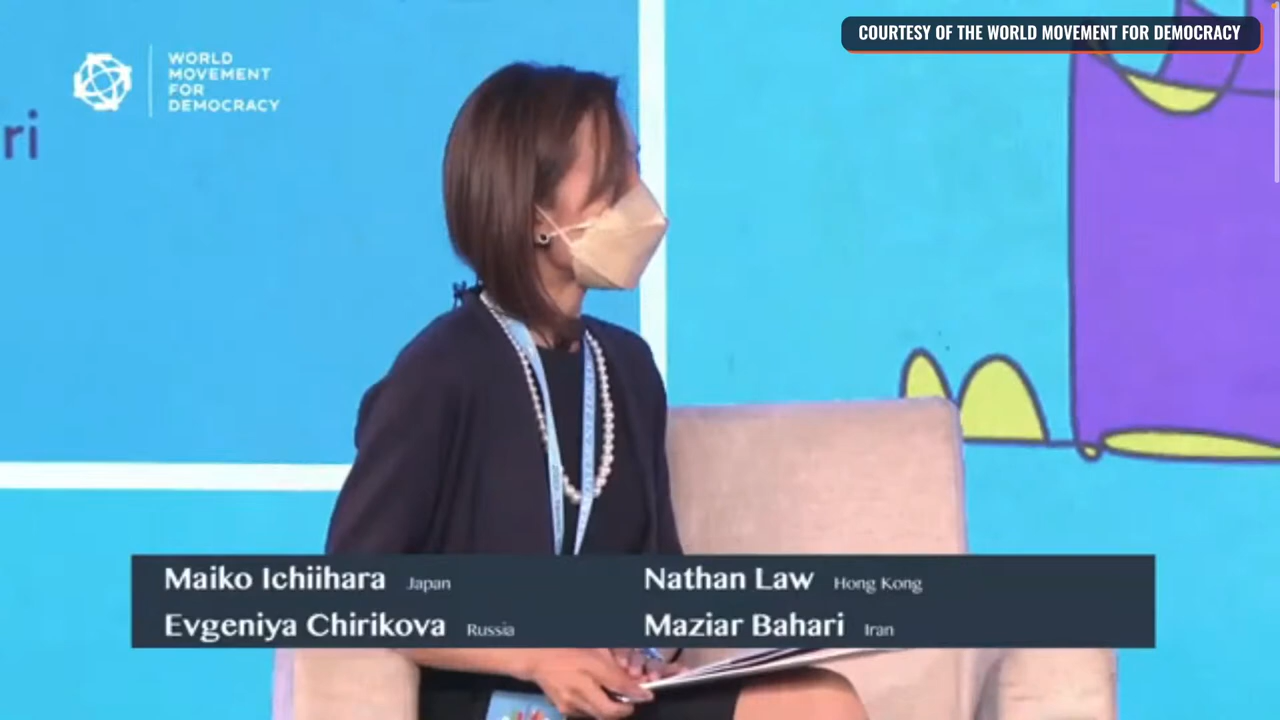 COURTESY OF THE WORLD MOVEMENT FOR DEMOCRACY
WORLD
MOVEMENT
FOR
DEMOCRACY
ri
Maiko Ichiihara Japan
Nathan Law Hong Kong
Evgeniya Chirikova Russia
Maziar Bahari Iran